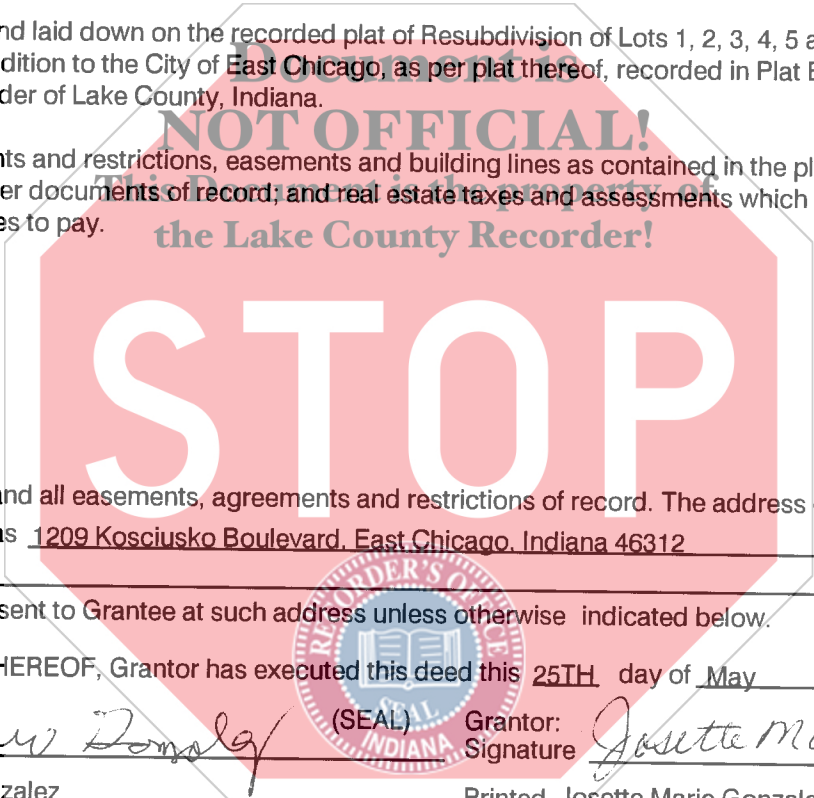 nd laid down on the recorded plat of Resubdivision of Lots 1, 2, 3, 4, 5 a
Document is
dition to the City of East Chicago, as per plat thereof, recorded in Plat B
der of Lake County, Indiana.
NOT OFFICIAL!
nts and restrictions, easements and building lines as contained in the pl
This Document is the property of
er documents of record; and real estate taxes and assessments which
es to pay.
the Lake County Recorder!
STOP
and all easements, agreements and restrictions of record. The address
s 1209 Kosciusko Boulevard, East Chicago, Indiana 46312
RECORDER'S OFFICE
sent to Grantee at such address unless otherwise indicated below.
HEREOF, Grantor has executed this deed this 25TH day of May
SEAL
INDIANA
(SEAL) Grantor:
Signature Josette Ma
zalez Printed Josette Marie Gonzale